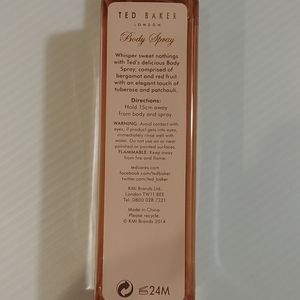 TED BAKER
LONDON
Body Spray
Whisper sweet nothings
with Ted's delicious Body
Spray, comprised of
bergamot and red fruit
with an elegant touch of
tuberose and patchouli.
Directions:
Hold 15cm away
from body and spray
WARNING: Avoid contact with
eyes, if product gets into eyes,
immediately rinse well with
water. Do not use on or near
polished or painted surfaces.
FLAMMABLE: Keep away
from fire and flame.
tedcares.com
facebook.com/tedbaker
twitter.com/ted_baker
KMI Brands Ltd.
London TW11 BEE
Tel: 0800 028 7221
Made in China
Please recycle
© KMI Brands 2014
24M